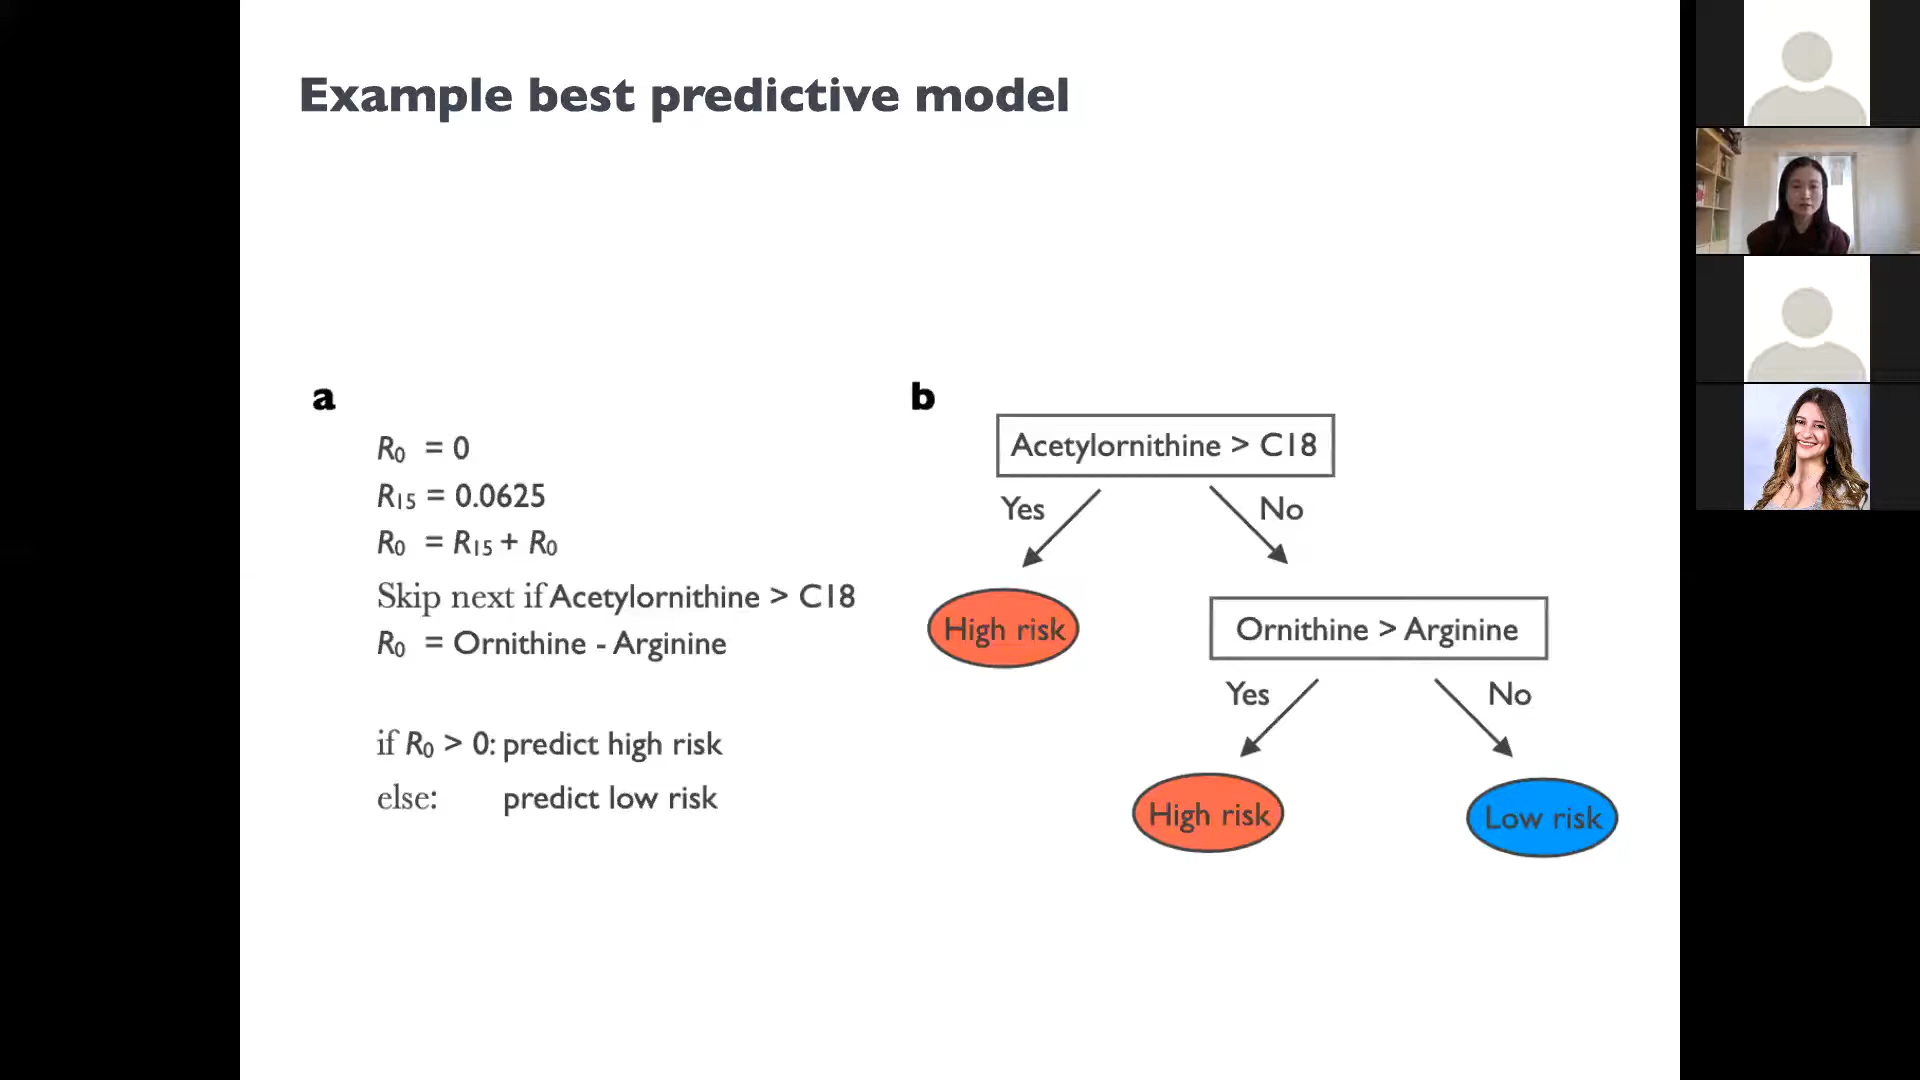 Example best predictive model
a
R0 = 0
R15 = 0.0625
R0 = R15 + R0
Skip next if Acetylornithine > C18
R0 = Ornithine - Arginine
if R0 > 0: predict high risk
else: predict low risk
b
Acetylornithine > C18
Yes
No
High risk
Ornithine > Arginine
Yes
No
High risk
Low risk